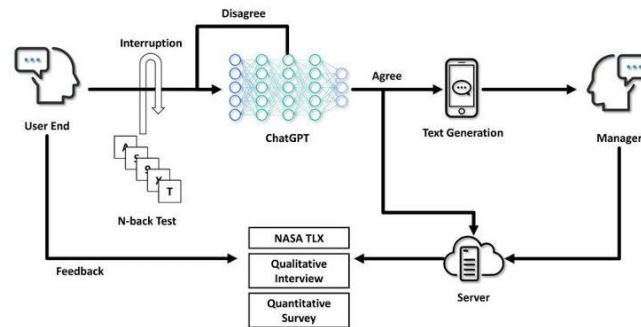 Disagree
Interruption
Agree
User End
ChatGPT
Text Generation
Manager
A
S
9
X
T
N-back Test
NASA TLX
Feedback
Qualitative
Interview
Server
Quantitative
Survey